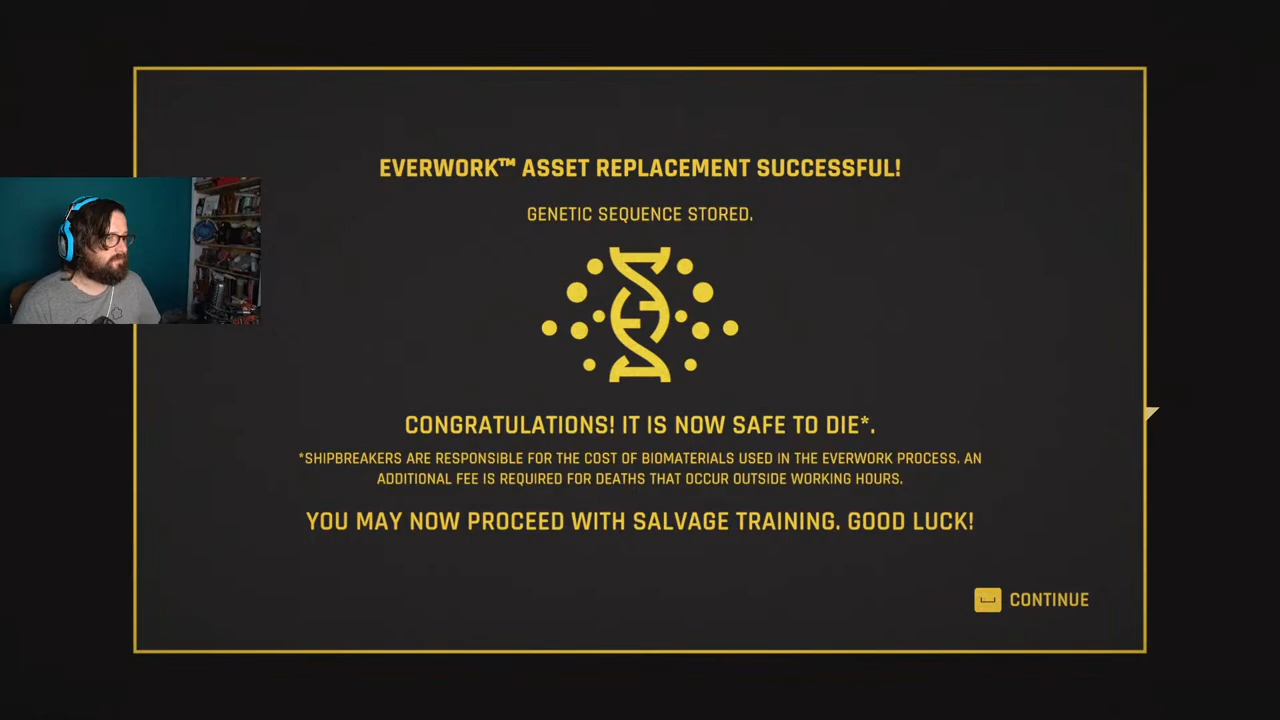 EVERWORK™ ASSET REPLACEMENT SUCCESSFUL!
GENETIC SEQUENCE STORED.
CONGRATULATIONS! IT IS NOW SAFE TO DIE*.
*SHIPBREAKERS ARE RESPONSIBLE FOR THE COST OF BIOMATERIALS USED IN THE EVERWORK PROCESS. AN
ADDITIONAL FEE IS REQUIRED FOR DEATHS THAT OCCUR OUTSIDE WORKING HOURS.
YOU MAY NOW PROCEED WITH SALVAGE TRAINING. GOOD LUCK!
CONTINUE